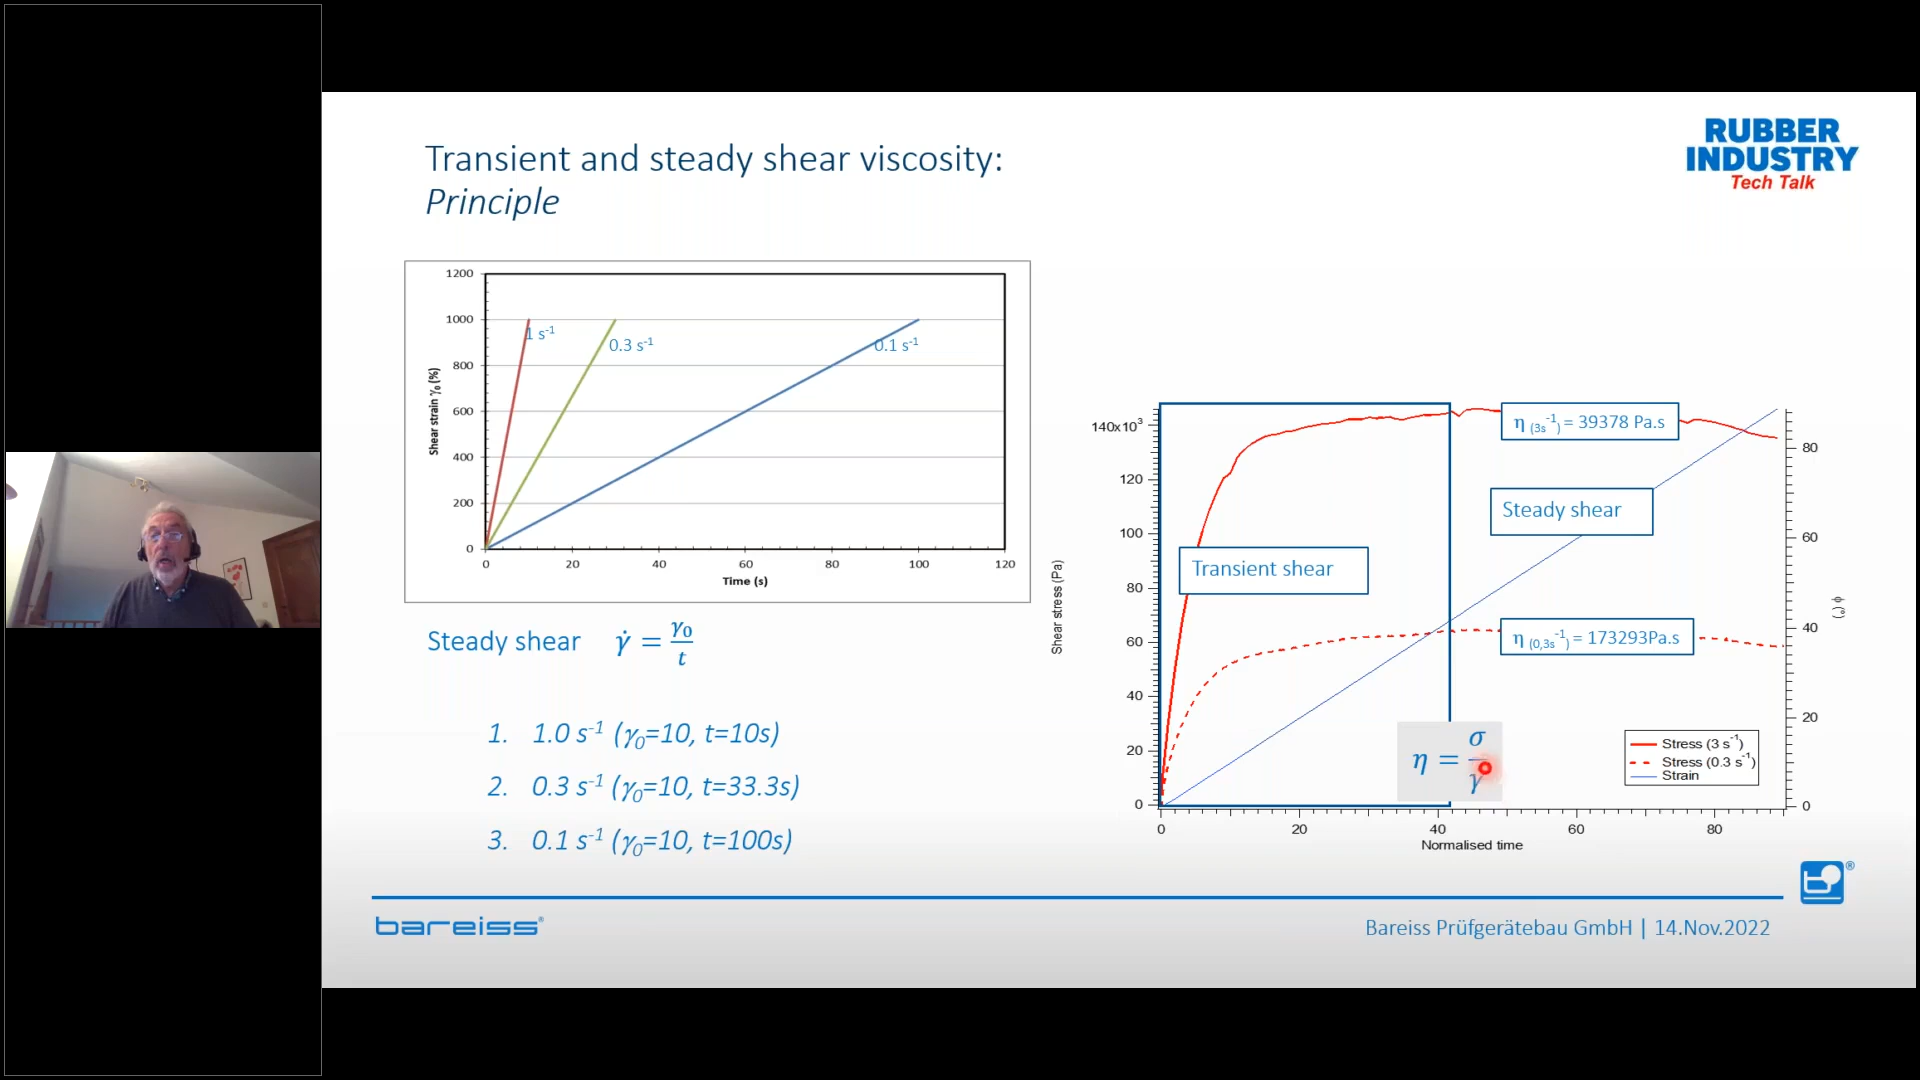 Transient and steady shear viscosity:
Principle
RUBBER
INDUSTRY
Tech Talk
1200
1000
800
600
400
200
0
Shear strain γ₀ (%)
1 s⁻¹
0.3 s⁻¹
0.1 s⁻¹
0 20 40 60 80 100 120
Time (s)
Steady shear γ̇ = γ₀/t
1. 1.0 s⁻¹ (γ₀=10, t=10s)
2. 0.3 s⁻¹ (γ₀=10, t=33.3s)
3. 0.1 s⁻¹ (γ₀=10, t=100s)
140x10³
120
100
80
60
40
20
0
Shear stress (Pa)
η (3s⁻¹) = 39378 Pa.s
Steady shear
Transient shear
η (0,3s⁻¹) = 173293Pa.s
η = σ/γ̇
Stress (3 s⁻¹)
Stress (0.3 s⁻¹)
Strain
80
60
40
20
0
ϕ (°)
0 20 40 60 80
Normalised time
bareiss®
®
Bareiss Prüfgerätebau GmbH | 14.Nov.2022